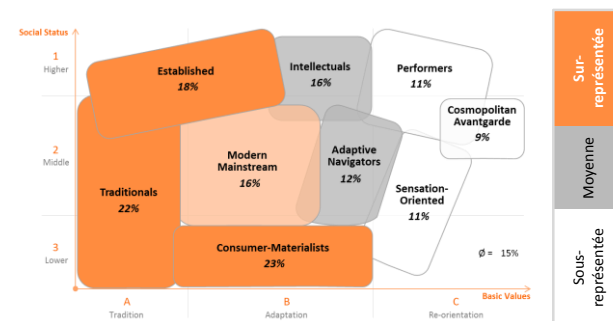 Social Status
1
Higher
Established
18%
Intellectuals
16%
Performers
11%
Cosmopolitan
Avantgarde
9%
2
Middle
Traditionals
22%
Modern
Mainstream
16%
Adaptive
Navigators
12%
Sensation-
Oriented
11%
3
Lower
Consumer-Materialists
23%
Ø = 15%
Basic Values
A
Tradition
B
Adaptation
C
Re-orientation
Sur-
représentée
Moyenne
Sous-
représentée